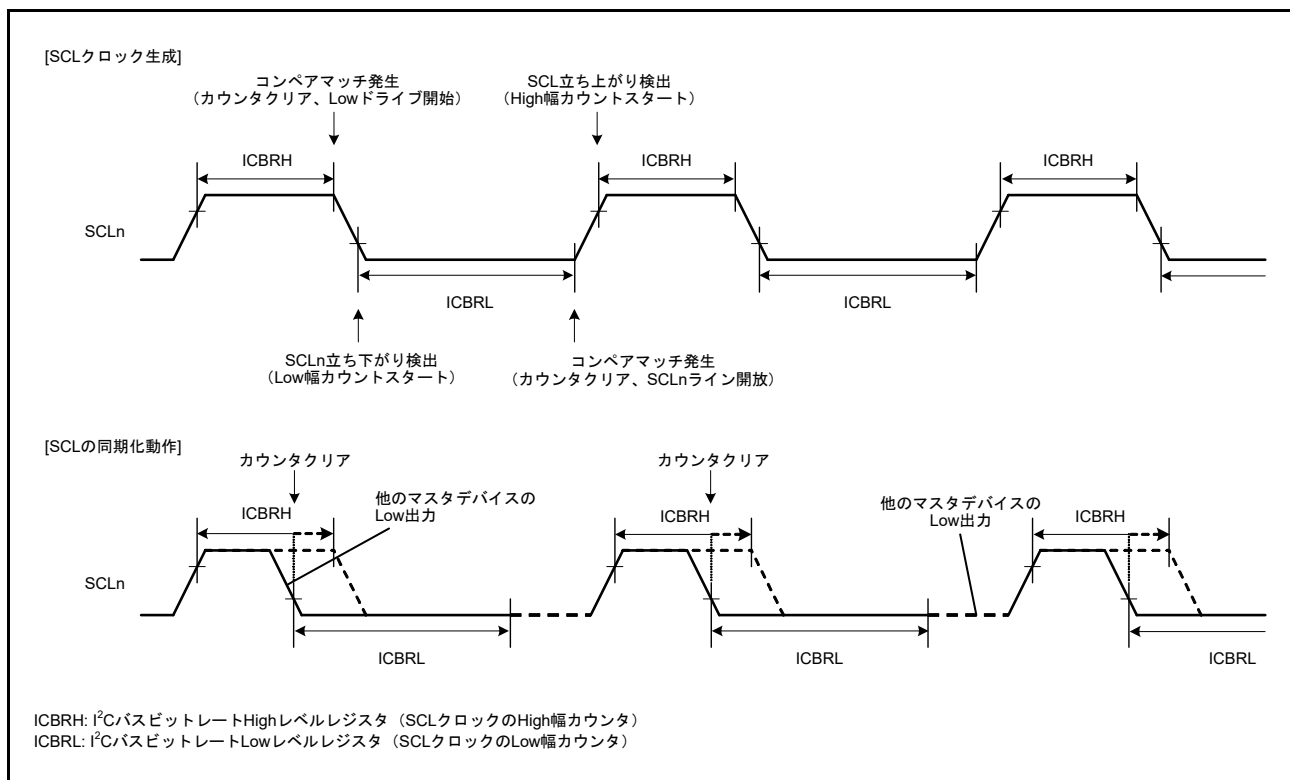 [SCLクロック生成]
コンペアマッチ発生
（カウンタクリア、Lowドライブ開始）
SCL立ち上がり検出
（High幅カウントスタート）
ICBRH
ICBRH
ICBRH
SCLn
ICBRL
ICBRL
SCLn立ち下がり検出
（Low幅カウントスタート）
コンペアマッチ発生
（カウンタクリア、SCLnライン開放）
[SCLの同期化動作]
カウンタクリア
カウンタクリア
他のマスタデバイスの
Low出力
他のマスタデバイスの
Low出力
ICBRH
ICBRH
ICBRH
SCLn
ICBRL
ICBRL
ICBRL
ICBRH: I²CバスビットレートHighレベルレジスタ（SCLクロックのHigh幅カウンタ）
ICBRL: I²CバスビットレートLowレベルレジスタ（SCLクロックのLow幅カウンタ）